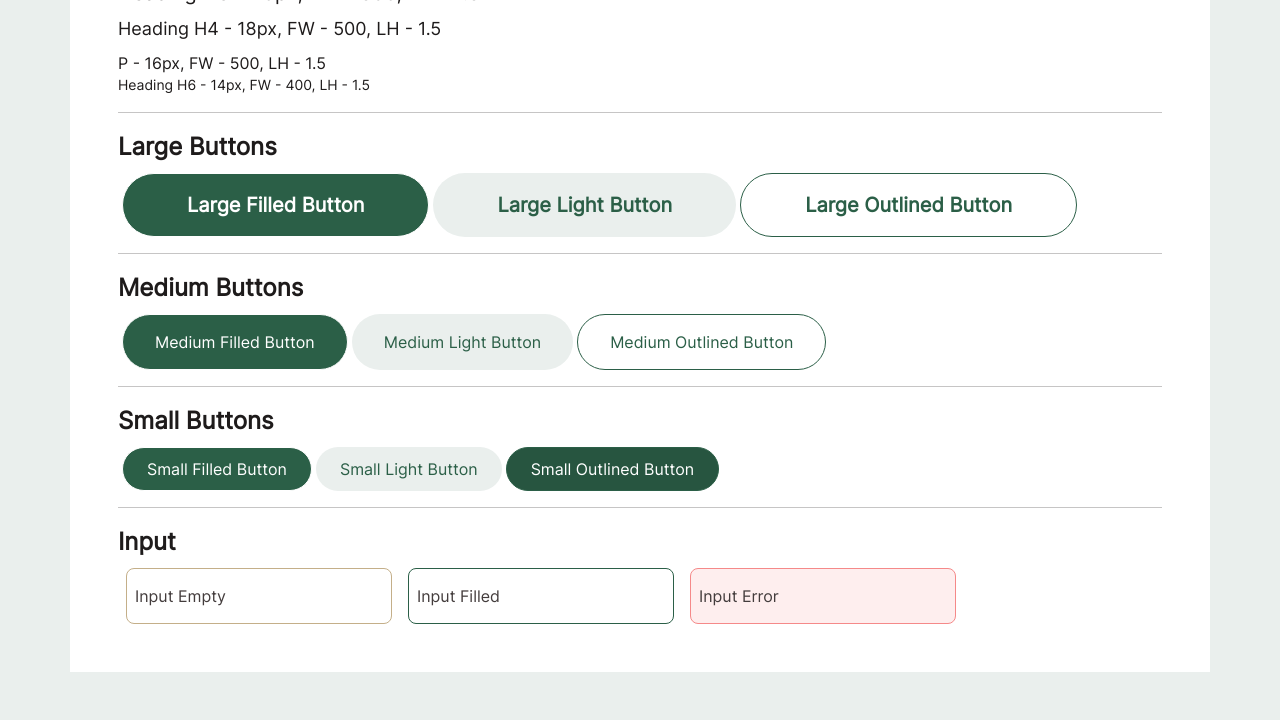 Heading H4 - 18px, FW - 500, LH - 1.5
P - 16px, FW - 500, LH - 1.5
Heading H6 - 14px, FW - 400, LH - 1.5
Large Buttons
Large Filled Button Large Light Button Large Outlined Button
Medium Buttons
Medium Filled Button Medium Light Button Medium Outlined Button
Small Buttons
Small Filled Button Small Light Button Small Outlined Button
Input
Input Empty Input Filled Input Error